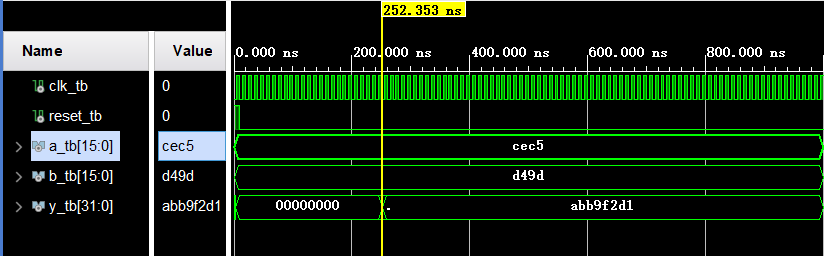 252.353 ns
Name Value 0.000 ns 200.000 ns 400.000 ns 600.000 ns 800.000 ns
clk_tb 0
reset_tb 0
a_tb[15:0] cec5 cec5
b_tb[15:0] d49d d49d
y_tb[31:0] abb9f2d1 00000000 . abb9f2d1